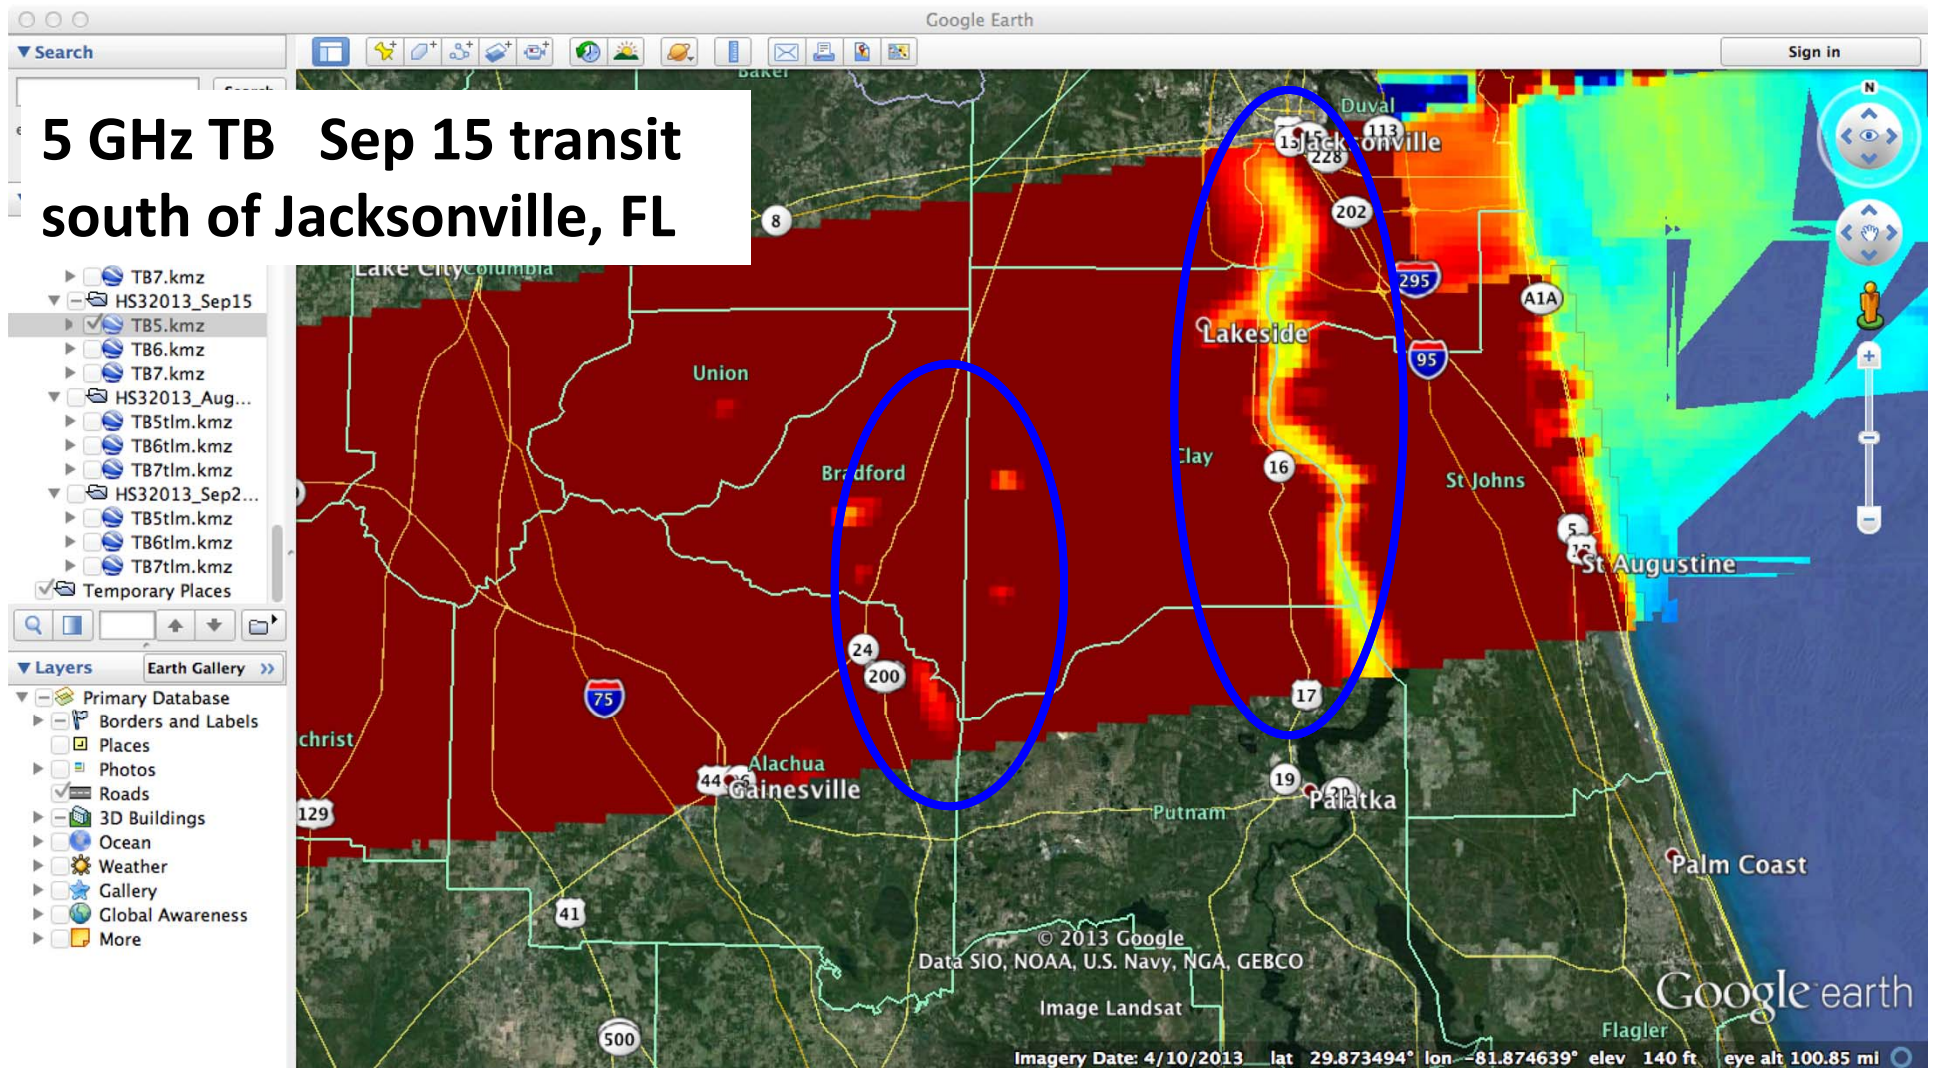 Google Earth
Search
Sign in
5 GHz TB   Sep 15 transit
south of Jacksonville, FL
TB7.kmz
HS32013_Sep15
TB5.kmz
TB6.kmz
TB7.kmz
HS32013_Aug...
TB5tlm.kmz
TB6tlm.kmz
TB7tlm.kmz
HS32013_Sep2...
TB5tlm.kmz
TB6tlm.kmz
TB7tlm.kmz
Temporary Places
Layers
Earth Gallery >>
Primary Database
Borders and Labels
Places
Photos
Roads
3D Buildings
Ocean
Weather
Gallery
Global Awareness
More
Baker
N
Duval
113
Jacksonville
228
8
202
Lake City
Columbia
295
A1A
Lakeside
95
Union
Bradford
Clay
16
St Johns
5
St Augustine
24
200
75
17
christ
Alachua
44
Gainesville
19
Palatka
129
Putnam
Palm Coast
41
© 2013 Google
Data SIO, NOAA, U.S. Navy, NGA, GEBCO
Image Landsat
Google earth
Flagler
500
Imagery Date: 4/10/2013   lat 29.873494° lon -81.874639° elev 140 ft   eye alt 100.85 mi